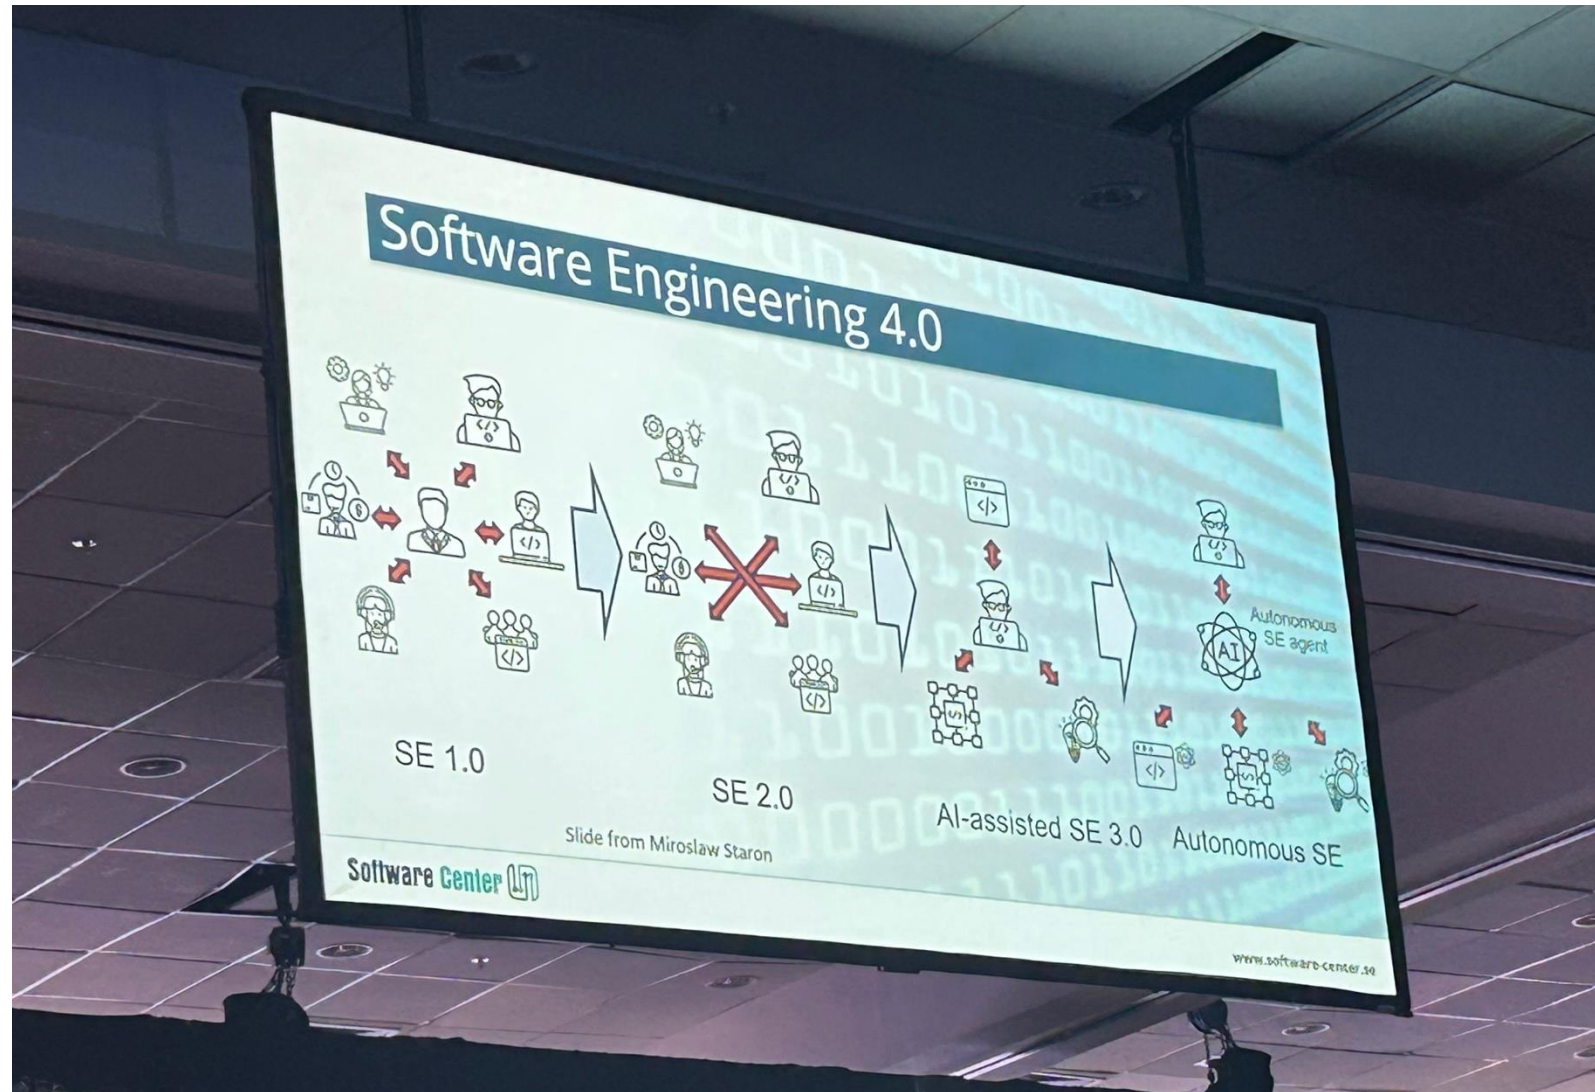 Software Engineering 4.0
</>
</>
</>
</>
</>
</>
</>
</>
</>
</>
AI
Autonomous
SE agent
</>
SE 1.0
SE 2.0
AI-assisted SE 3.0
Autonomous SE
Slide from Miroslaw Staron
Software Center
www.software-center.se